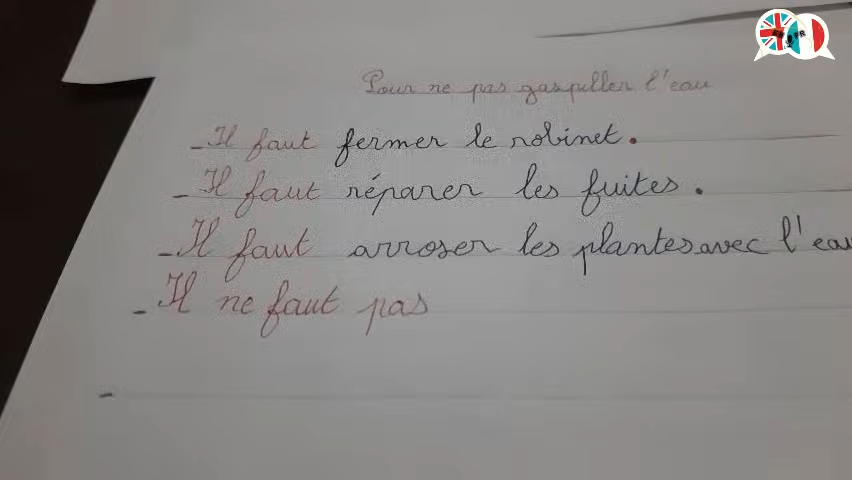 Pour ne pas gaspiller l'eau
- Il faut fermer le robinet.
- Il faut réparer les fuites.
- Il faut arroser les plantes avec l'eau
- Il ne faut pas
-